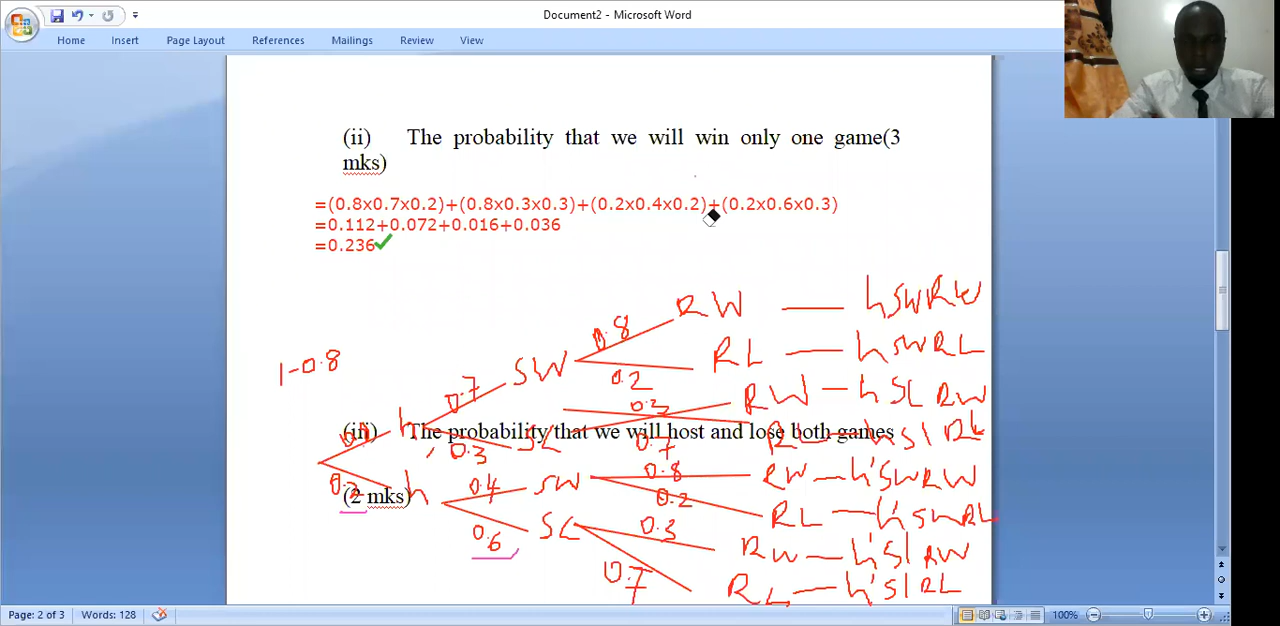 Document2 - Microsoft Word
Home Insert Page Layout References Mailings Review View
(ii) The probability that we will win only one game(3
mks)
=(0.8x0.7x0.2)+(0.8x0.3x0.3)+(0.2x0.4x0.2)+(0.2x0.6x0.3)
=0.112+0.072+0.016+0.036
=0.236
RW — hSWRW
0.8
1-0.8
RL — hSWRL
SW
0.2
0.7
RW — hSLRW
0.3
h
(iii) The probability that we will host and lose both games
RL — hSLRL
SL
0.3
0.7
RW — h'SWRW
0.8
SW
0.4
0.2
h
(2 mks)
0.2
RL — h'SWRL
SL
0.3
0.6
RW — h'SLRW
0.7
RL — h'SLRL
Page: 2 of 3 Words: 128 100%